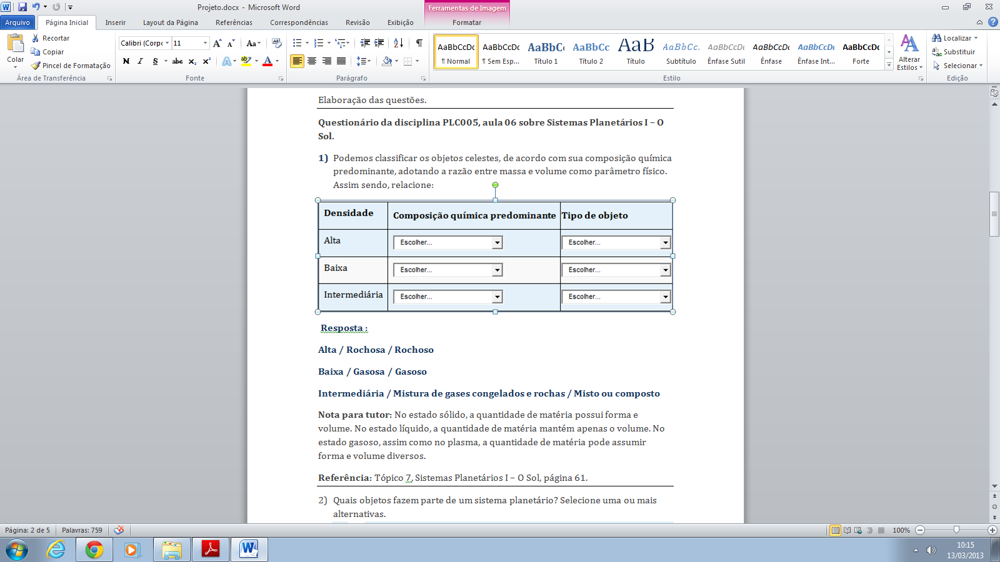 Projeto.docx - Microsoft Word
Ferramentas de Imagem
Arquivo
Página Inicial
Inserir
Layout da Página
Referências
Correspondências
Revisão
Exibição
Formatar
Colar
Recortar
Copiar
Pincel de Formatação
Área de Transferência
Calibri (Corpo
11
N I S abc x₂ x²
Fonte
Parágrafo
AaBbCcDc
¶ Normal
AaBbCcDc
¶ Sem Esp...
AaBbC
Título 1
AaBbCc
Título 2
AaB
Título
AaBbCc.
Subtítulo
AaBbCcDc
Ênfase Sutil
AaBbCcDc
Ênfase
AaBbCcDc
Ênfase Int...
AaBbCcDc
Forte
Estilo
Alterar
Estilos
Localizar
Substituir
Selecionar
Edição
Elaboração das questões.
Questionário da disciplina PLC005, aula 06 sobre Sistemas Planetários I – O
Sol.
1) Podemos classificar os objetos celestes, de acordo com sua composição química
predominante, adotando a razão entre massa e volume como parâmetro físico.
Assim sendo, relacione:
Densidade Composição química predominante Tipo de objeto
Alta Escolher... Escolher...
Baixa Escolher... Escolher...
Intermediária Escolher... Escolher...
Resposta :
Alta / Rochosa / Rochoso
Baixa / Gasosa / Gasoso
Intermediária / Mistura de gases congelados e rochas / Misto ou composto
Nota para tutor: No estado sólido, a quantidade de matéria possui forma e
volume. No estado líquido, a quantidade de matéria mantém apenas o volume. No
estado gasoso, assim como no plasma, a quantidade de matéria pode assumir
forma e volume diversos.
Referência: Tópico 7, Sistemas Planetários I – O Sol, página 61.
2) Quais objetos fazem parte de um sistema planetário? Selecione uma ou mais
alternativas.
Página: 2 de 5
Palavras: 759
100%
10:15
13/03/2013